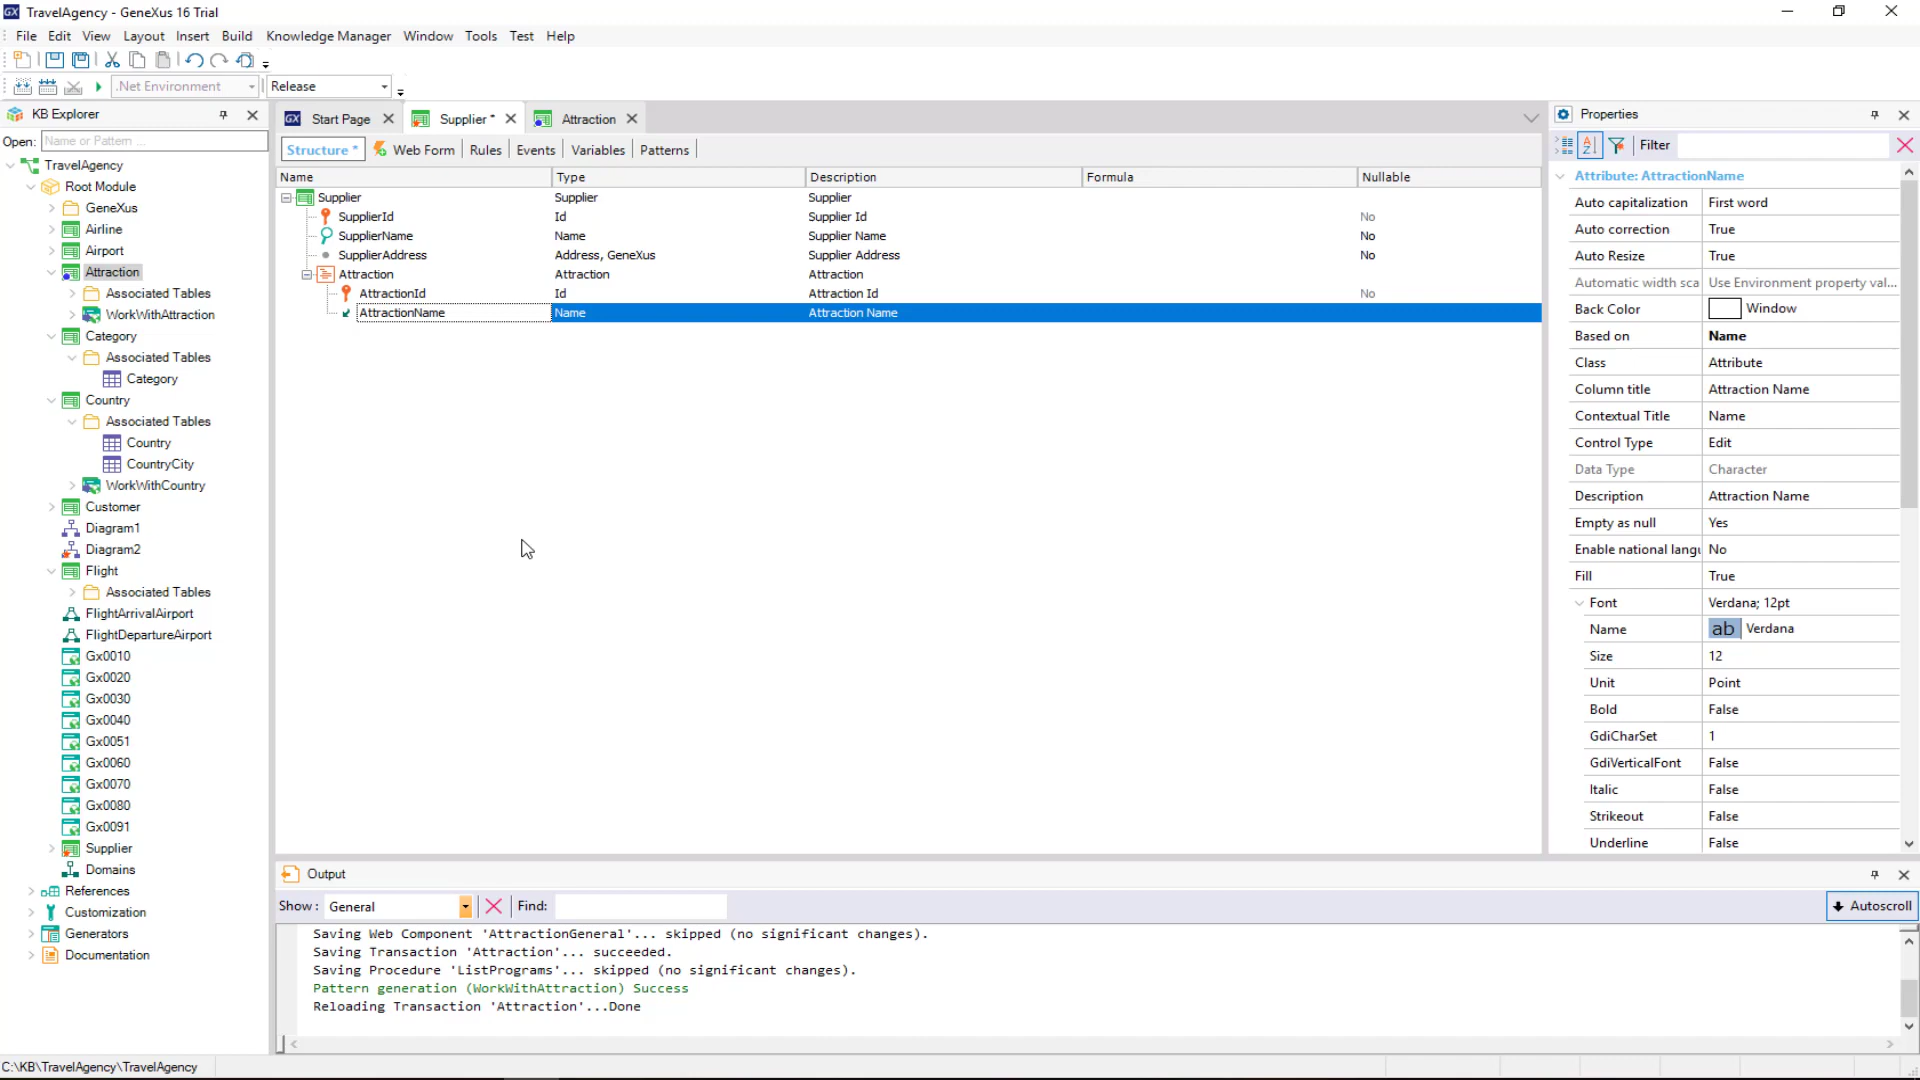 TravelAgency - GeneXus 16 Trial
File Edit View Layout Insert Build Knowledge Manager Window Tools Test Help
.Net Environment Release
KB Explorer
Open: Name or Pattern ...
TravelAgency
Root Module
GeneXus
Airline
Airport
Attraction
Associated Tables
WorkWithAttraction
Category
Associated Tables
Category
Country
Associated Tables
Country
CountryCity
WorkWithCountry
Customer
Diagram1
Diagram2
Flight
Associated Tables
FlightArrivalAirport
FlightDepartureAirport
Gx0010
Gx0020
Gx0030
Gx0040
Gx0051
Gx0060
Gx0070
Gx0080
Gx0091
Supplier
Domains
References
Customization
Generators
Documentation
Start Page Supplier * Attraction
Structure * Web Form Rules Events Variables Patterns
Name Type Description Formula Nullable
Supplier Supplier Supplier
SupplierId Id Supplier Id No
SupplierName Name Supplier Name No
SupplierAddress Address, GeneXus Supplier Address No
Attraction Attraction Attraction
AttractionId Id Attraction Id No
AttractionName Name Attraction Name
Properties
Filter
Attribute: AttractionName
Auto capitalization First word
Auto correction True
Auto Resize True
Automatic width sca Use Environment property val...
Back Color Window
Based on Name
Class Attribute
Column title Attraction Name
Contextual Title Name
Control Type Edit
Data Type Character
Description Attraction Name
Empty as null Yes
Enable national langu No
Fill True
Font Verdana; 12pt
Name ab Verdana
Size 12
Unit Point
Bold False
GdiCharSet 1
GdiVerticalFont False
Italic False
Strikeout False
Underline False
Output
Show: General Find: Autoscroll
Saving Web Component 'AttractionGeneral'... skipped (no significant changes).
Saving Transaction 'Attraction'... succeeded.
Saving Procedure 'ListPrograms'... skipped (no significant changes).
Pattern generation (WorkWithAttraction) Success
Reloading Transaction 'Attraction'...Done
C:\KB\TravelAgency\TravelAgency